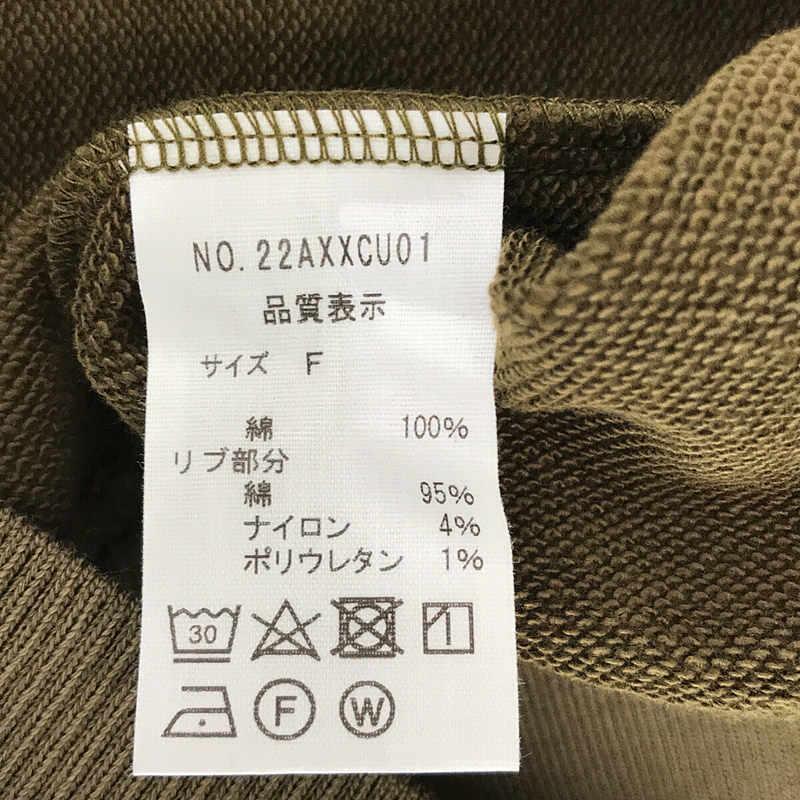 NO.22AXXCU01
品質表示
サイズ F
綿 100%
リブ部分
綿 95%
ナイロン 4%
ポリウレタン 1%
30
F W